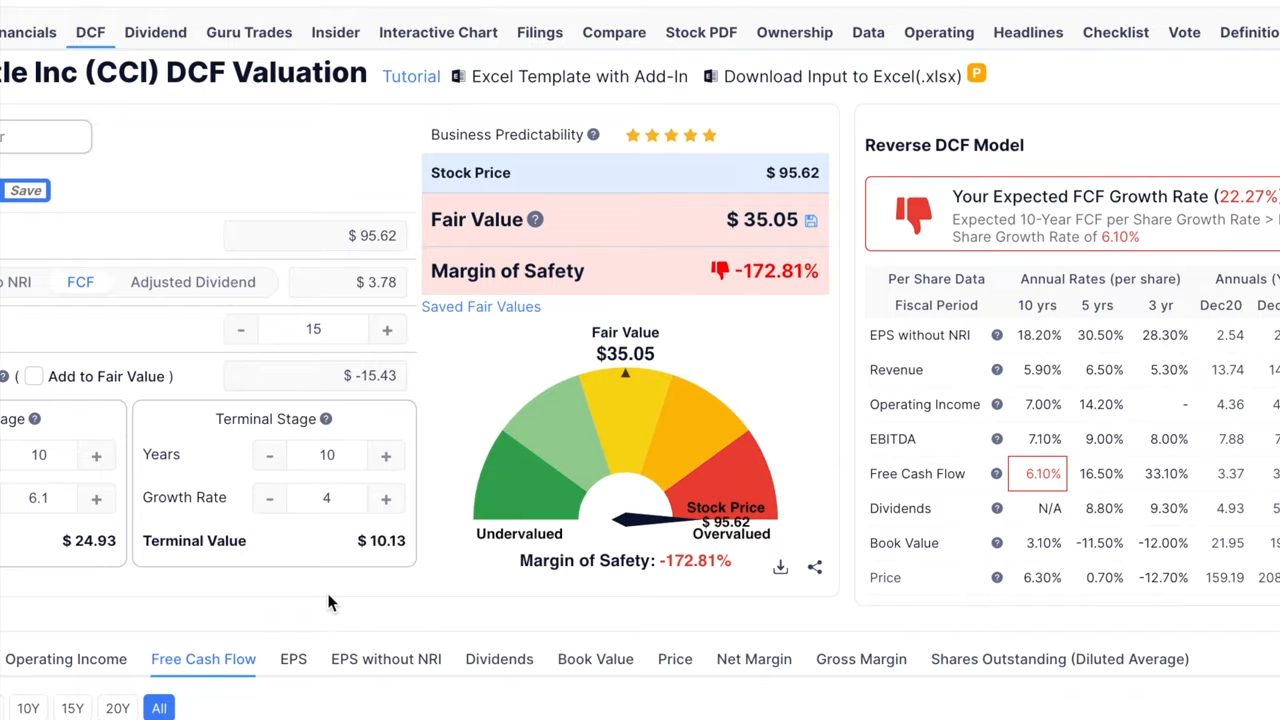 nancials DCF Dividend Guru Trades Insider Interactive Chart Filings Compare Stock PDF Ownership Data Operating Headlines Checklist Vote Definitio
tle Inc (CCI) DCF Valuation Tutorial Excel Template with Add-In Download Input to Excel(.xlsx) P
r
Save
$ 95.62
o NRI FCF Adjusted Dividend $ 3.78
- 15 +
? ( Add to Fair Value ) $ -15.43
age ?
10 +
6.1 +
$ 24.93
Terminal Stage ?
Years - 10 +
Growth Rate - 4 +
Terminal Value $ 10.13
Business Predictability ?
Stock Price $ 95.62
Fair Value ? $ 35.05
Margin of Safety -172.81%
Saved Fair Values
Fair Value
$35.05
Stock Price
$ 95.62
Undervalued Overvalued
Margin of Safety: -172.81%
Reverse DCF Model
Your Expected FCF Growth Rate (22.27%)
Expected 10-Year FCF per Share Growth Rate >
Share Growth Rate of 6.10%
Per Share Data Annual Rates (per share) Annuals (
Fiscal Period 10 yrs 5 yrs 3 yr Dec20 Dec
EPS without NRI ? 18.20% 30.50% 28.30% 2.54 2
Revenue ? 5.90% 6.50% 5.30% 13.74 14
Operating Income ? 7.00% 14.20% - 4.36 4
EBITDA ? 7.10% 9.00% 8.00% 7.88
Free Cash Flow ? 6.10% 16.50% 33.10% 3.37 3
Dividends ? N/A 8.80% 9.30% 4.93 5
Book Value ? 3.10% -11.50% -12.00% 21.95 19
Price ? 6.30% 0.70% -12.70% 159.19 208
Operating Income Free Cash Flow EPS EPS without NRI Dividends Book Value Price Net Margin Gross Margin Shares Outstanding (Diluted Average)
10Y 15Y 20Y All